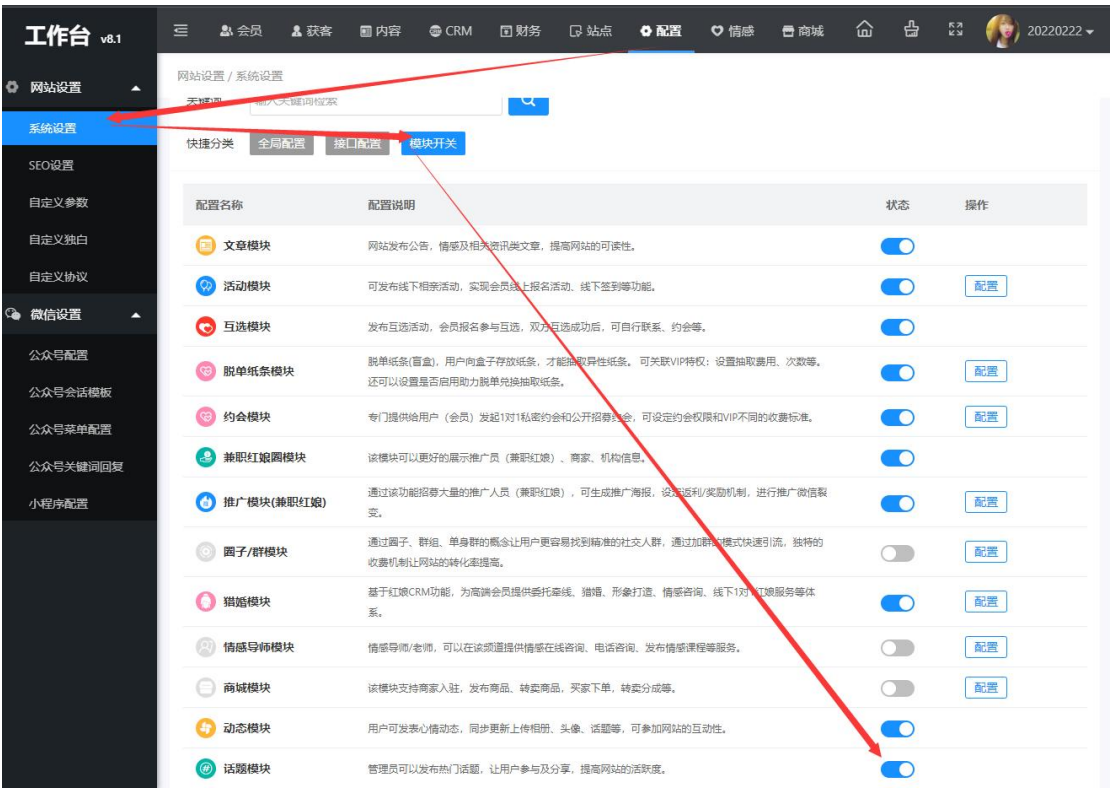 工作台 v8.1
会员 获客 内容 CRM 财务 站点 配置 情感 商城 20220222
网站设置
系统设置
SEO设置
自定义参数
自定义独白
自定义协议
微信设置
公众号配置
公众号会话模板
公众号菜单配置
公众号关键词回复
小程序配置
网站设置 / 系统设置
关键词 输入关键词检索
快捷分类 全局配置 接口配置 模块开关
配置名称 配置说明 状态 操作
文章模块 网站发布公告，情感及相关资讯类文章，提高网站的可读性。
活动模块 可发布线下相亲活动、实现会员线上报名活动、线下签到等功能。 配置
互选模块 发布互选活动，会员报名参与互选，双方互选成功后，可自行联系、约会等。
脱单纸条模块 脱单纸条(盲盒)，用户向盒子存放纸条，才能抽取异性纸条。 可关联VIP特权；设置抽取费用、次数等。 配置
还可以设置是否启用助力脱单兑换抽取纸条。
约会模块 专门提供给用户（会员）发起1对1私密约会和公开招募约会，可设定约会权限和VIP不同的收费标准。 配置
兼职红娘圈模块 该模块可以更好的展示推广员（兼职红娘）、商家、机构信息。
推广模块(兼职红娘) 通过该功能招募大量的推广人员（兼职红娘），可生成推广海报，设定返利/奖励机制，进行推广微信裂 配置
变。
圈子/群模块 通过圈子、群组、单身群的概念让用户更容易找到精准的社交人群，通过加群的模式快速引流，独特的 配置
收费机制让网站的转化率提高。
猎婚模块 基于红娘CRM功能，为高端会员提供委托牵线、猎婚、形象打造、情感咨询、线下1对1红娘服务等体 配置
系。
情感导师模块 情感导师/老师，可以在该频道提供情感在线咨询、电话咨询、发布情感课程等服务。 配置
商城模块 该模块支持商家入驻，发布商品、转卖商品，买家下单，转卖分成等。 配置
动态模块 用户可发表心情动态，同步更新上传相册、头像、话题等，可参加网站的互动性。
话题模块 管理员可以发布热门话题，让用户参与及分享，提高网站的活跃度。